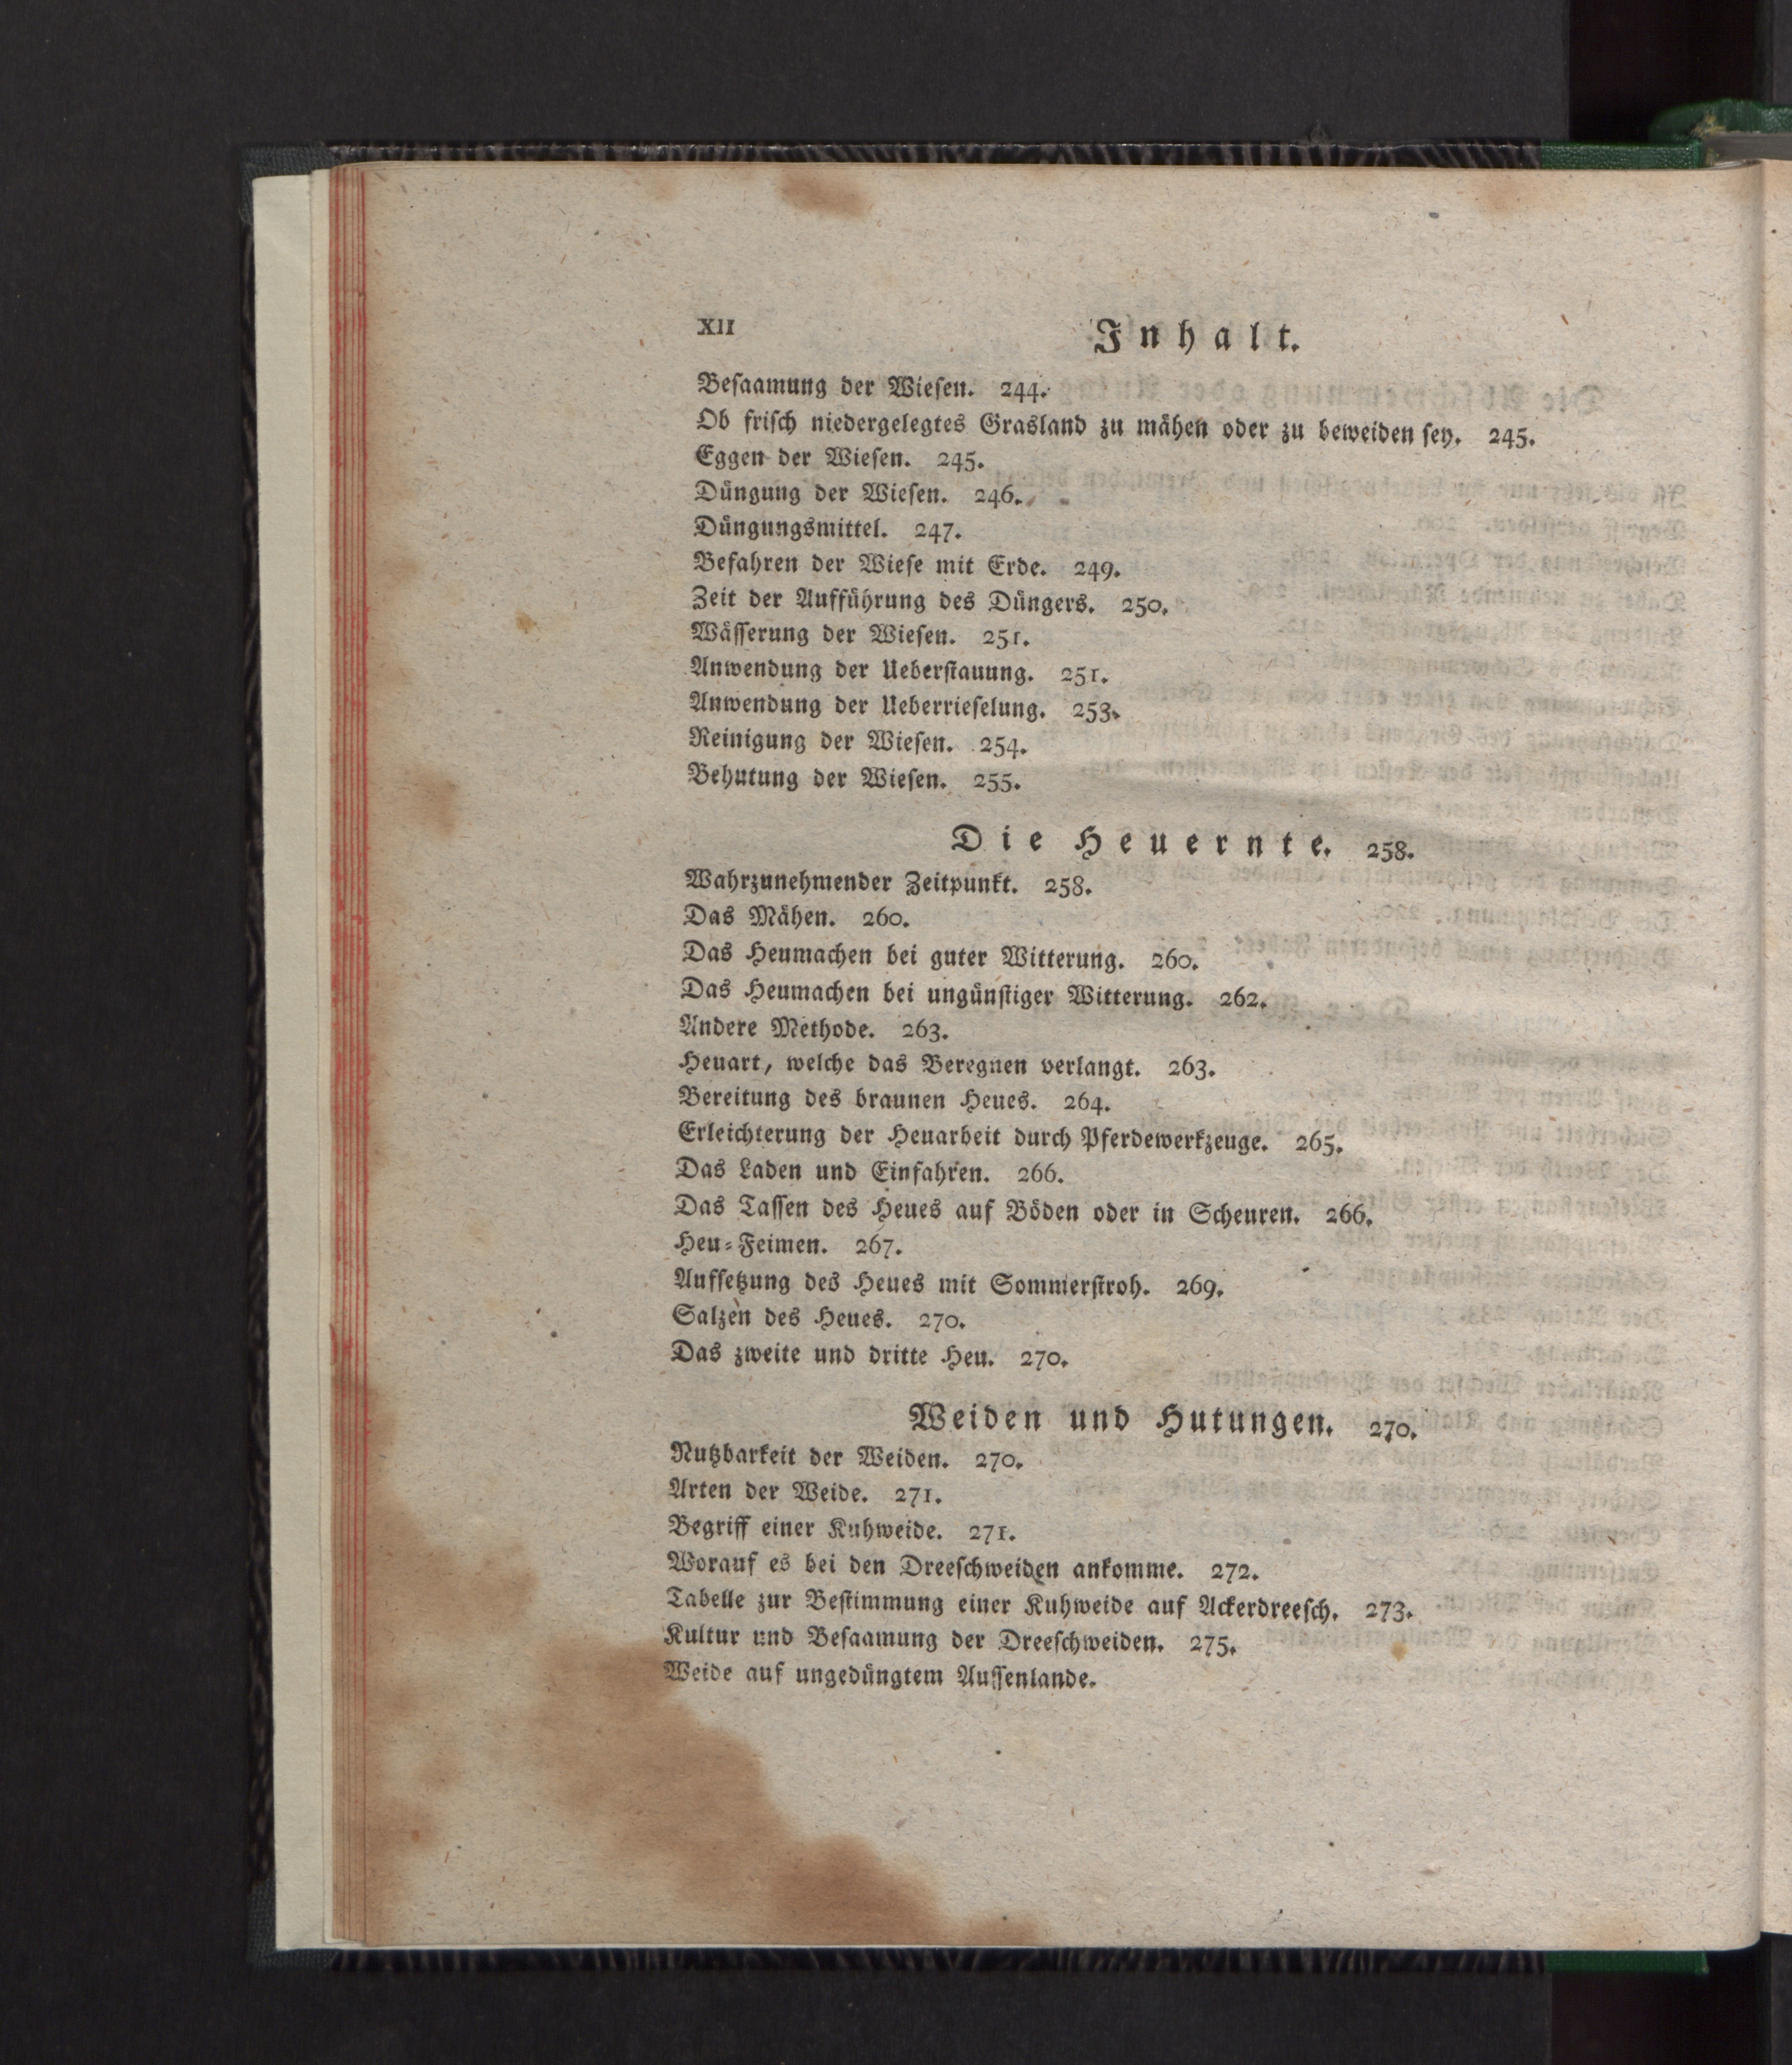 XII
Inhalt.
Besaamung der Wiesen. 244.
Ob frisch niedergelegtes Grasland zu mähen oder zu beweiden sey. 245.
Eggen der Wiesen. 245.
Düngung der Wiesen. 246.
Düngungsmittel. 247.
Befahren der Wiese mit Erde. 249.
Zeit der Aufführung des Düngers. 250.
Wässerung der Wiesen. 251.
Anwendung der Ueberstauung. 251.
Anwendung der Ueberrieselung. 253.
Reinigung der Wiesen. 254.
Behutung der Wiesen. 255.
Die Heuernte. 258.
Wahrzunehmender Zeitpunkt. 258.
Das Mähen. 260.
Das Heumachen bei guter Witterung. 260.
Das Heumachen bei ungünstiger Witterung. 262.
Andere Methode. 263.
Heuart, welche das Beregnen verlangt. 263.
Bereitung des braunen Heues. 264.
Erleichterung der Heuarbeit durch Pferdewerkzeuge. 265.
Das Laden und Einfahren. 266.
Das Tassen des Heues auf Böden oder in Scheuren. 266.
Heu-Feimen. 267.
Aufsetzung des Heues mit Sommerstroh. 269.
Salzen des Heues. 270.
Das zweite und dritte Heu. 270.
Weiden und Hutungen. 270.
Nutzbarkeit der Weiden. 270.
Arten der Weide. 271.
Begriff einer Kuhweide. 271.
Worauf es bei den Dreeschweiden ankomme. 272.
Tabelle zur Bestimmung einer Kuhweide auf Ackerdreesch. 273.
Kultur und Besaamung der Dreeschweiden. 275.
Weide auf ungedüngtem Aussenlande.